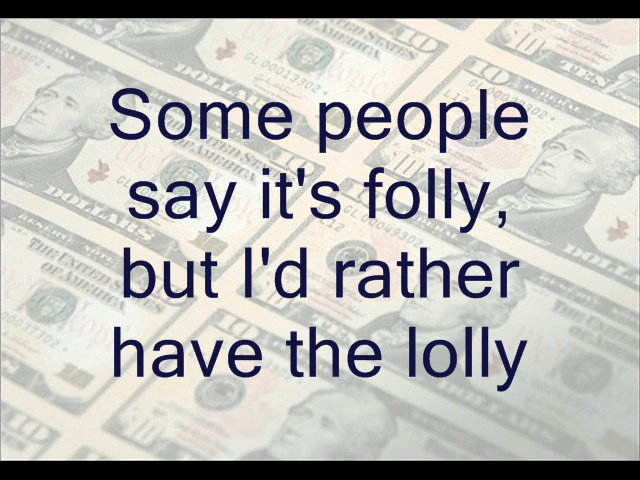 Some people
say it's folly,
but I'd rather
have the lolly